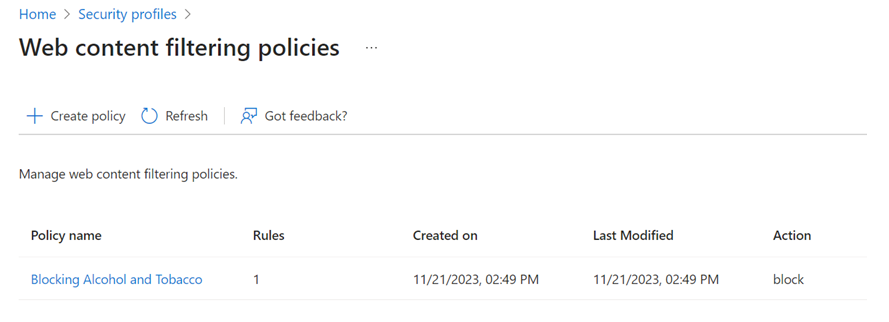 Home > Security profiles >
Web content filtering policies ...
Create policy Refresh Got feedback?
Manage web content filtering policies.
Policy name Rules Created on Last Modified Action
Blocking Alcohol and Tobacco 1 11/21/2023, 02:49 PM 11/21/2023, 02:49 PM block